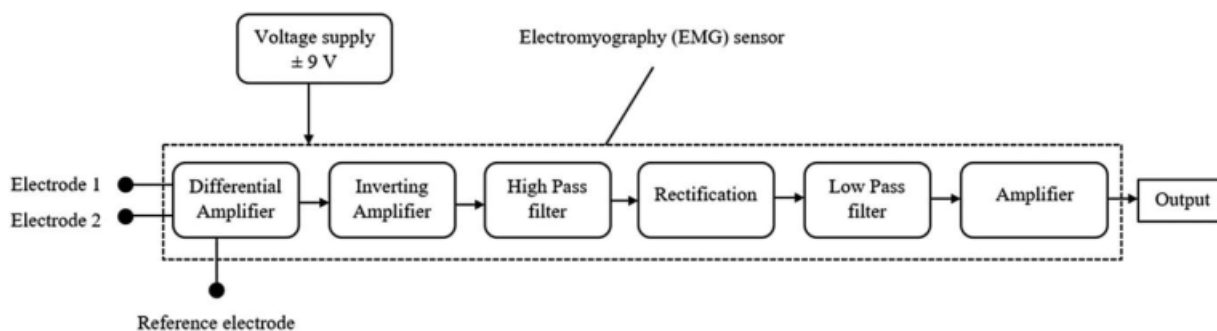 Voltage supply
± 9 V
Electromyography (EMG) sensor
Electrode 1
Electrode 2
Differential
Amplifier
Inverting
Amplifier
High Pass
filter
Rectification
Low Pass
filter
Amplifier
Output
Reference electrode